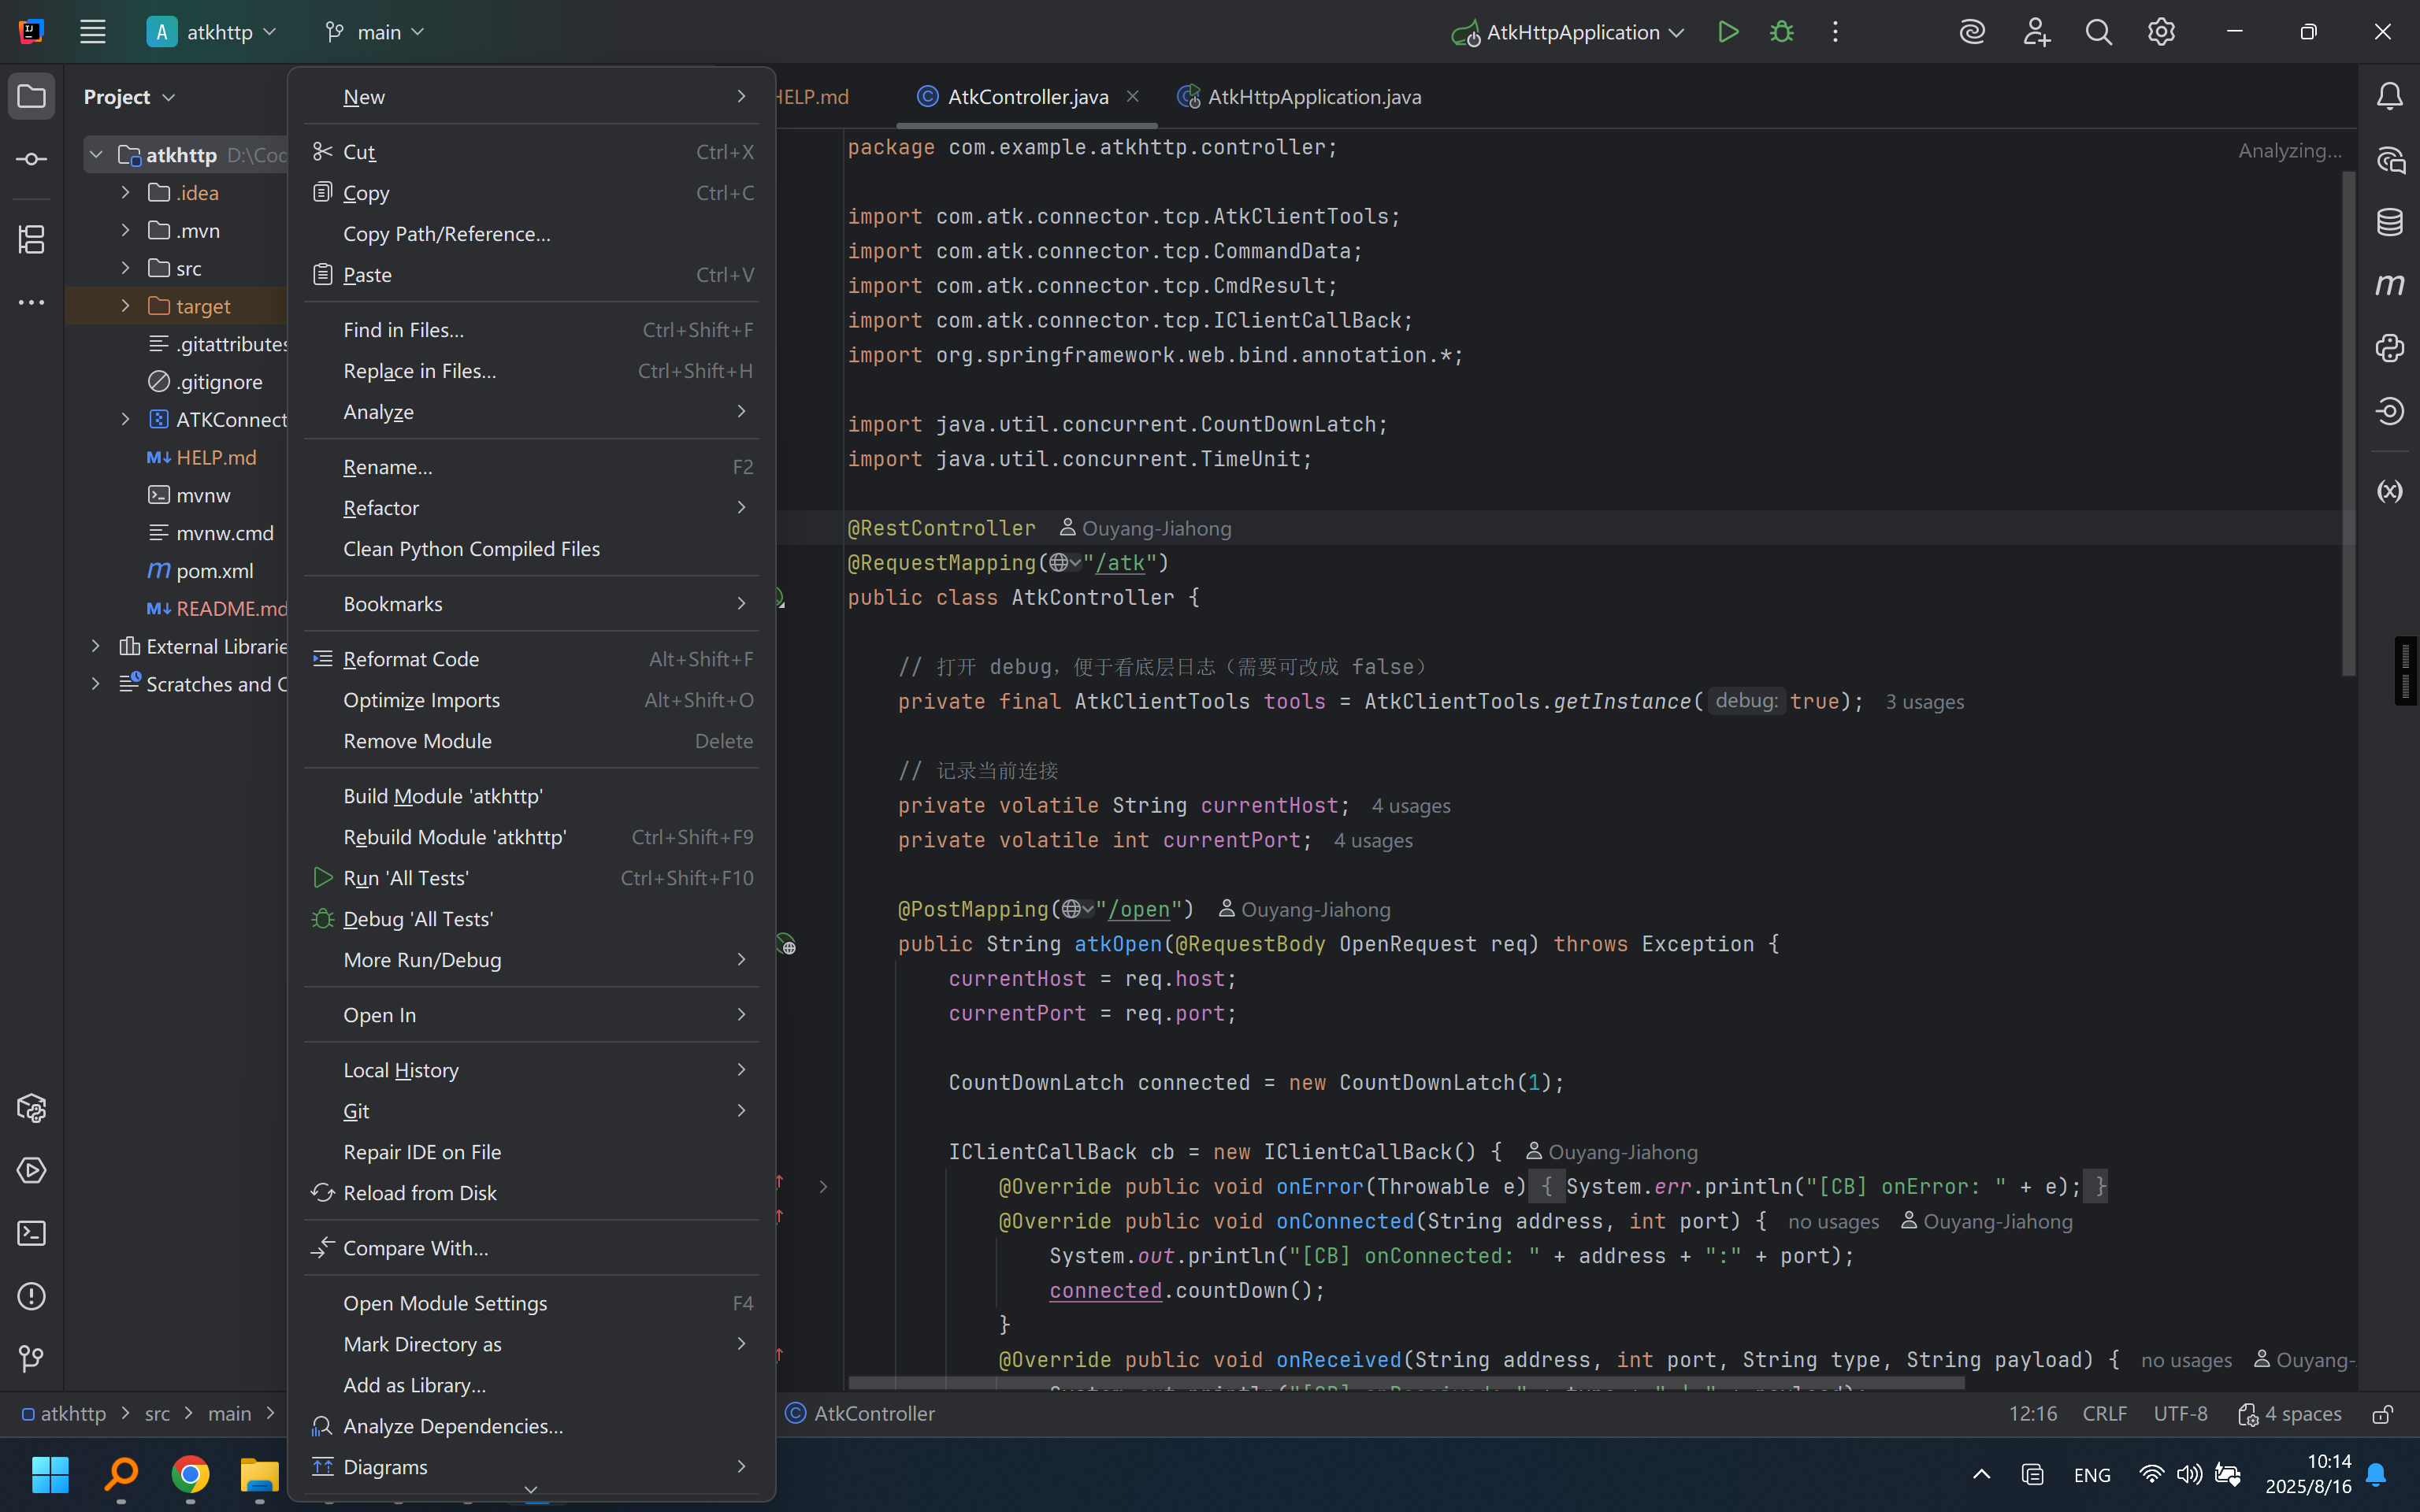 A atkhttp
main
AtkHttpApplication
Project
HELP.md
AtkController.java
AtkHttpApplication.java
atkhttp D:\Coc
.idea
.mvn
src
target
.gitattributes
.gitignore
ATKConnect
M↓ HELP.md
mvnw
mvnw.cmd
m pom.xml
M↓ README.md
External Librarie
Scratches and C
New
Cut Ctrl+X
Copy Ctrl+C
Copy Path/Reference...
Paste Ctrl+V
Find in Files... Ctrl+Shift+F
Replace in Files... Ctrl+Shift+H
Analyze
Rename... F2
Refactor
Clean Python Compiled Files
Bookmarks
Reformat Code Alt+Shift+F
Optimize Imports Alt+Shift+O
Remove Module Delete
Build Module 'atkhttp'
Rebuild Module 'atkhttp' Ctrl+Shift+F9
Run 'All Tests' Ctrl+Shift+F10
Debug 'All Tests'
More Run/Debug
Open In
Local History
Git
Repair IDE on File
Reload from Disk
Compare With...
Open Module Settings F4
Mark Directory as
Add as Library...
Analyze Dependencies...
Diagrams
package com.example.atkhttp.controller;
Analyzing...
import com.atk.connector.tcp.AtkClientTools;
import com.atk.connector.tcp.CommandData;
import com.atk.connector.tcp.CmdResult;
import com.atk.connector.tcp.IClientCallBack;
import org.springframework.web.bind.annotation.*;
import java.util.concurrent.CountDownLatch;
import java.util.concurrent.TimeUnit;
@RestController Ouyang-Jiahong
@RequestMapping("/atk")
public class AtkController {
// 打开 debug，便于看底层日志（需要可改成 false）
private final AtkClientTools tools = AtkClientTools.getInstance( debug: true); 3 usages
// 记录当前连接
private volatile String currentHost; 4 usages
private volatile int currentPort; 4 usages
@PostMapping("/open") Ouyang-Jiahong
public String atkOpen(@RequestBody OpenRequest req) throws Exception {
currentHost = req.host;
currentPort = req.port;
CountDownLatch connected = new CountDownLatch(1);
IClientCallBack cb = new IClientCallBack() { Ouyang-Jiahong
@Override public void onError(Throwable e) { System.err.println("[CB] onError: " + e); }
@Override public void onConnected(String address, int port) { no usages Ouyang-Jiahong
System.out.println("[CB] onConnected: " + address + ":" + port);
connected.countDown();
}
@Override public void onReceived(String address, int port, String type, String payload) { no usages Ouyang-
atkhttp > src > main >
AtkController
12:16 CRLF UTF-8 4 spaces
ENG
10:14
2025/8/16